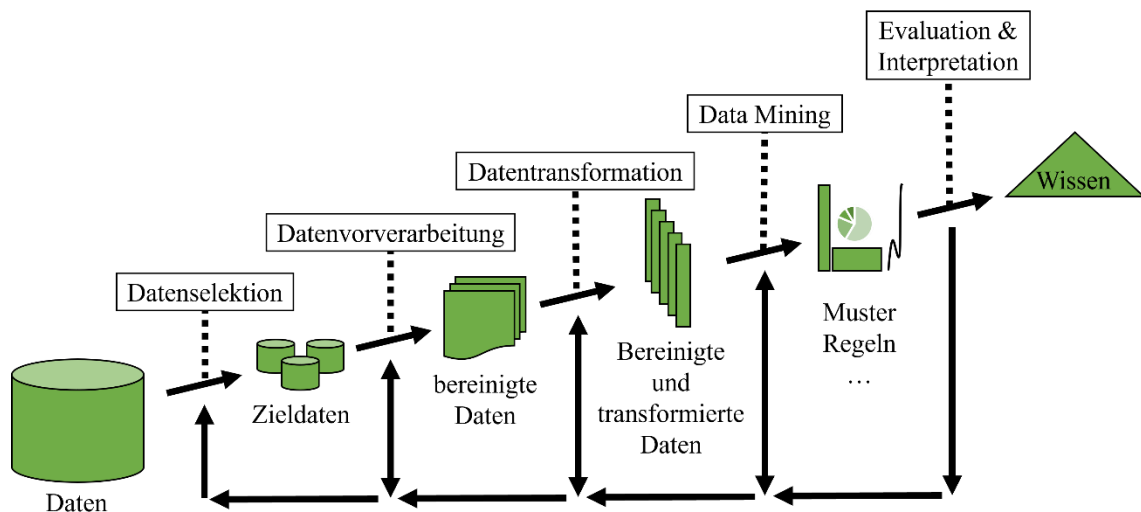 Evaluation &
Interpretation
Data Mining
Datentransformation
Wissen
Datenvorverarbeitung
Datenselektion
Muster
Regeln
…
Bereinigte
und
transformierte
Daten
bereinigte
Daten
Zieldaten
Daten